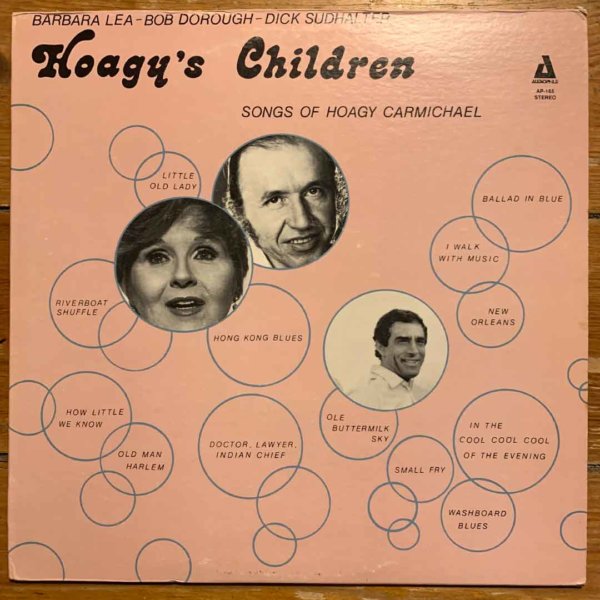 BARBARA LEA - BOB DOROUGH - DICK SUDHALTER
Hoagy's Children
SONGS OF HOAGY CARMICHAEL
AUDIOPHILE
AP-165
STEREO
LITTLE
OLD LADY
BALLAD IN BLUE
I WALK
WITH MUSIC
RIVERBOAT
SHUFFLE
NEW
ORLEANS
HONG KONG BLUES
HOW LITTLE
WE KNOW
OLE
BUTTERMILK
SKY
IN THE
COOL COOL COOL
OF THE EVENING
DOCTOR, LAWYER,
INDIAN CHIEF
OLD MAN
HARLEM
SMALL FRY
WASHBOARD
BLUES